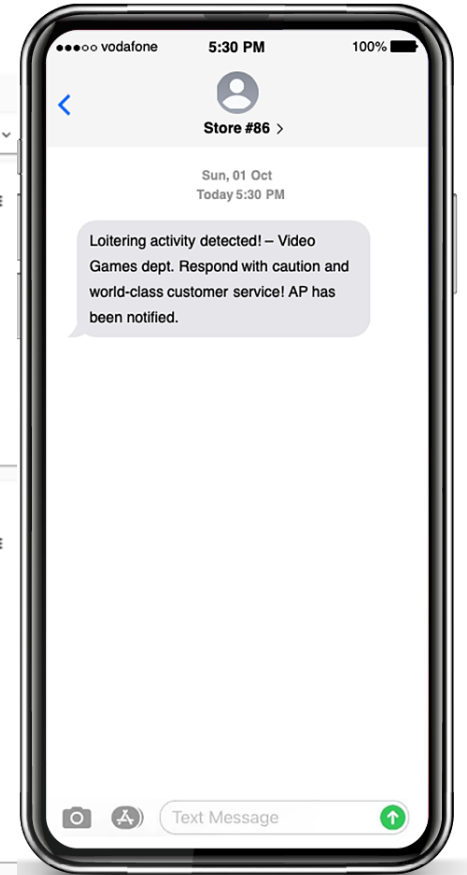 vodafone 5:30 PM 100%
Store #86
Sun, 01 Oct
Today 5:30 PM
Loitering activity detected! – Video
Games dept. Respond with caution and
world-class customer service! AP has
been notified.
Text Message